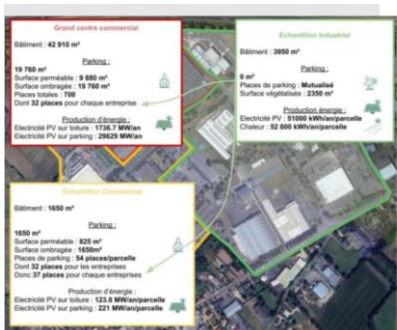 Grand centre commercial
Bâtiment : 42 910 m²
Parking :
19 760 m²
Surface perméable : 9 880 m²
Surface ombragée : 19 760 m²
Places totales : 700
Dont 32 places pour chaque entreprise
Production d'énergie :
Electricité PV sur toiture : 1736.7 MW/an
Electricité PV sur parking : 29629 MW/an
Echantillon Industriel
Bâtiment : 3950 m²
Parking :
0 m²
Places de parking : Mutualisé
Surface végétalisée : 2350 m²
Production énergie :
Electricité PV : 51000 kWh/an/parcelle
Chaleur : 52 800 kWh/an/parcelle
Echantillon Commercial
Bâtiment : 1650 m²
Parking :
1650 m²
Surface perméable : 825 m²
Surface ombragée : 1650m²
Places de parking : 54 places/parcelle
Dont 32 places pour les entreprises
Donc 37 places pour chaque entreprises
Production d'énergie :
Electricité PV sur toiture : 123.8 MW/an/parcelle
Electricité PV sur parking : 221 MW/an/parcelle